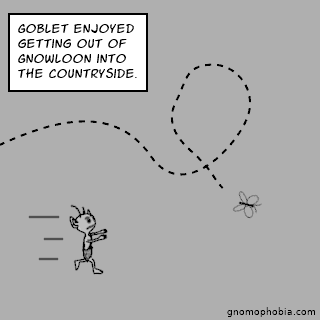 GOBLET ENJOYED
GETTING OUT OF
GNOWLOON INTO
THE COUNTRYSIDE.
gnomophobia.com